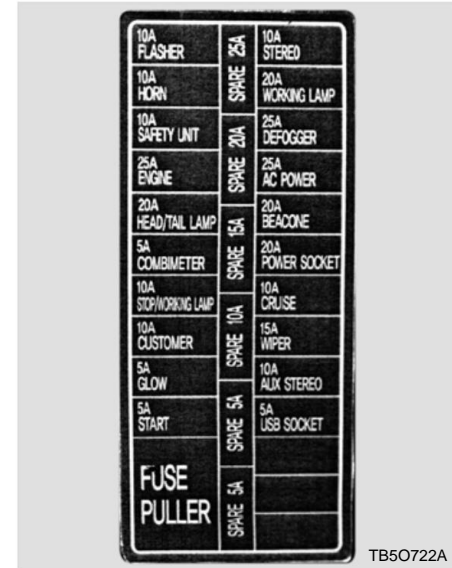 10A
FLASHER
10A
HORN
10A
SAFETY UNIT
25A
ENGINE
20A
HEAD/TAIL LAMP
5A
COMBIMETER
10A
STOP/WORKING LAMP
10A
CUSTOMER
5A
GLOW
5A
START
FUSE
PULLER
SPARE 25A
SPARE 20A
SPARE 15A
SPARE 10A
SPARE 5A
SPARE 5A
10A
STEREO
20A
WORKING LAMP
25A
DEFOGGER
25A
AC POWER
20A
BEACONE
20A
POWER SOCKET
10A
CRUISE
15A
WIPER
10A
AUX STEREO
5A
USB SOCKET
TB5O722A